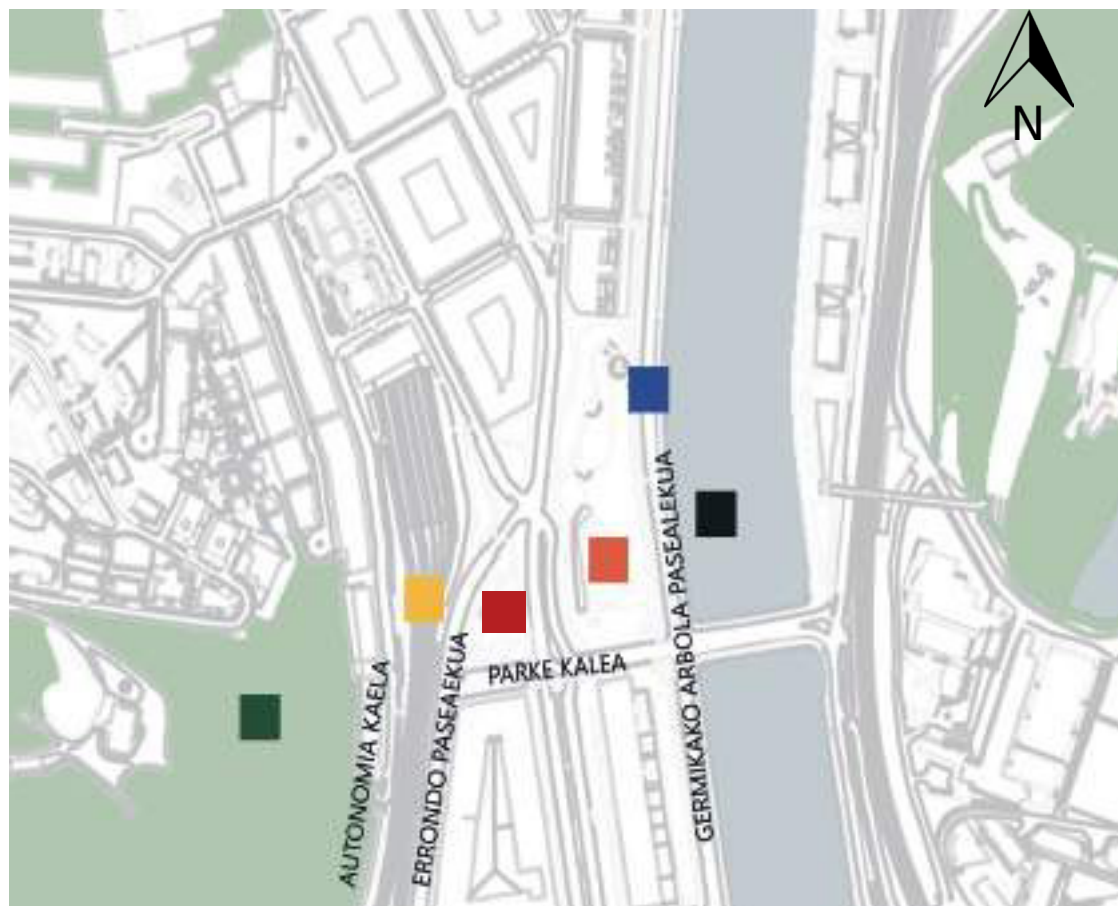 N
GERMIKAKO ARBOLA PASEALEKUA
PARKE KALEA
ERRONDO PASEAEKUA
AUTONOMIA KAELA